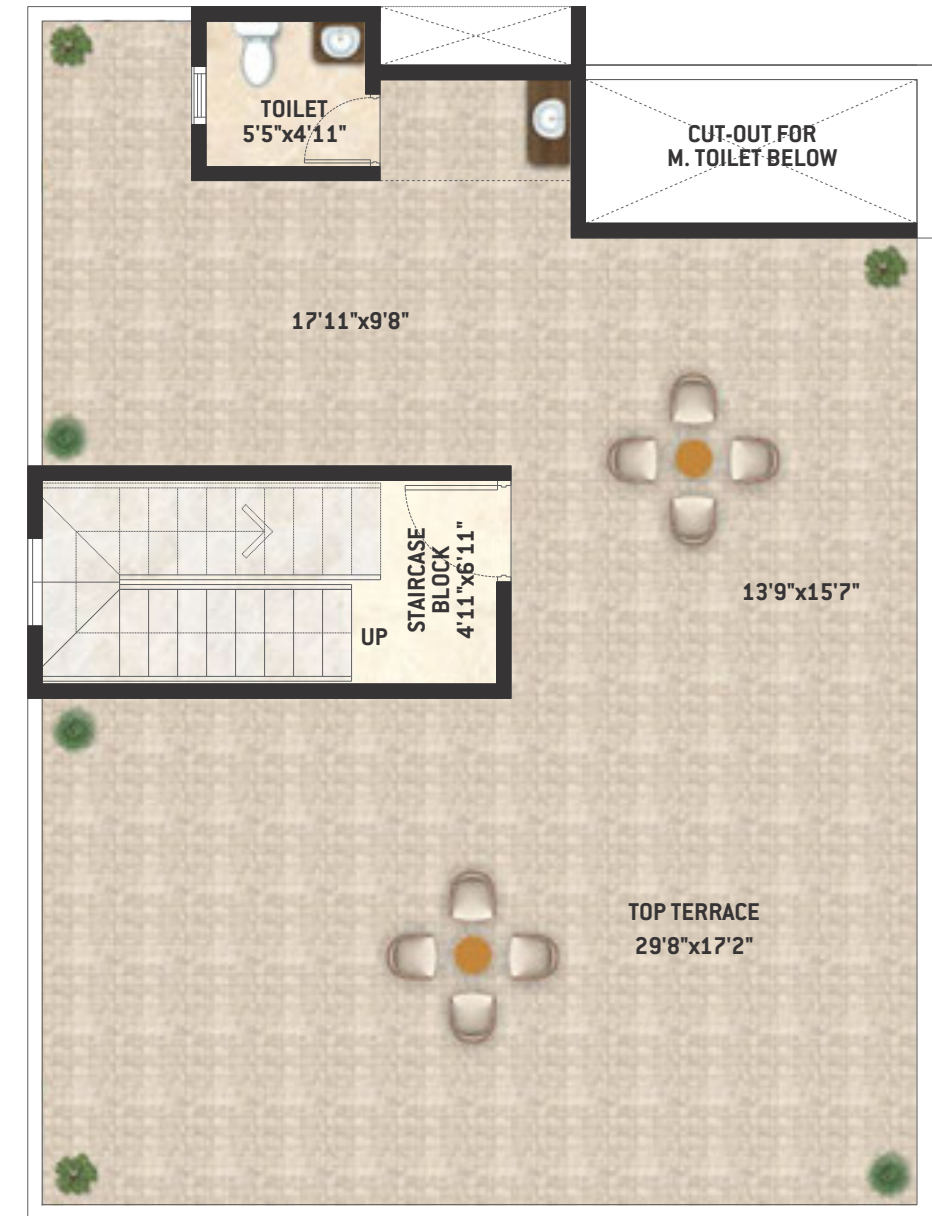 TOILET
5'5"x4'11"
CUT-OUT FOR
M. TOILET BELOW
17'11"x9'8"
STAIRCASE
BLOCK
4'11"x6'11"
UP
13'9"x15'7"
TOP TERRACE
29'8"x17'2"